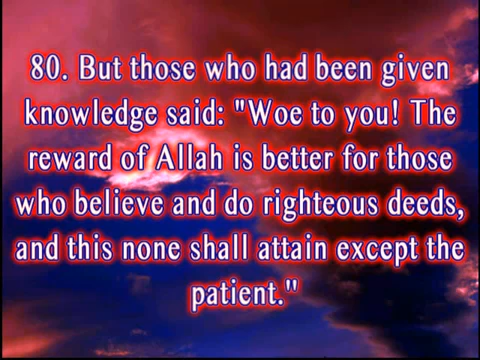 80. But those who had been given
knowledge said: "Woe to you! The
reward of Allah is better for those
who believe and do righteous deeds,
and this none shall attain except the
patient."